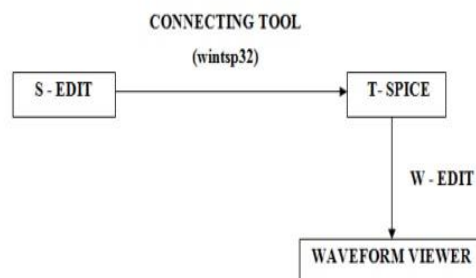 CONNECTING TOOL
(wintsp32)
S - EDIT
T- SPICE
W - EDIT
WAVEFORM VIEWER